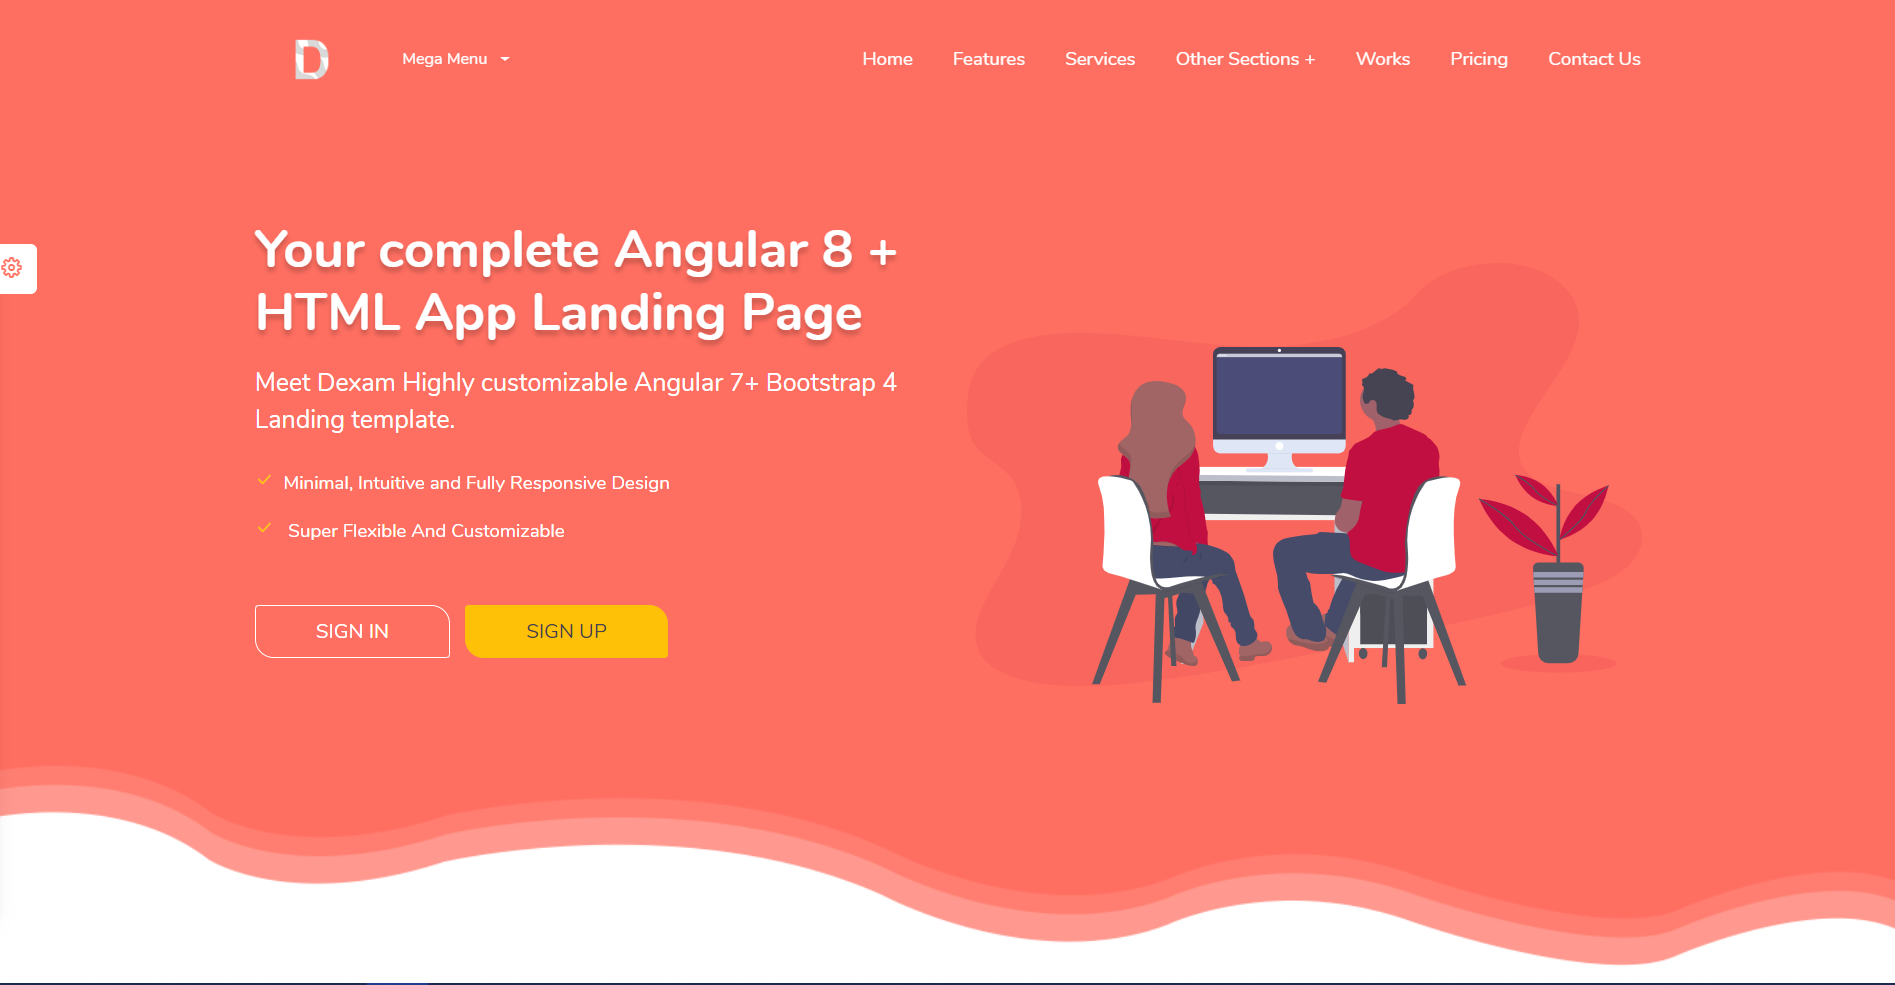 D
Mega Menu
Home Features Services Other Sections + Works Pricing Contact Us
Your complete Angular 8 +
HTML App Landing Page
Meet Dexam Highly customizable Angular 7+ Bootstrap 4
Landing template.
Minimal, Intuitive and Fully Responsive Design
Super Flexible And Customizable
SIGN IN SIGN UP